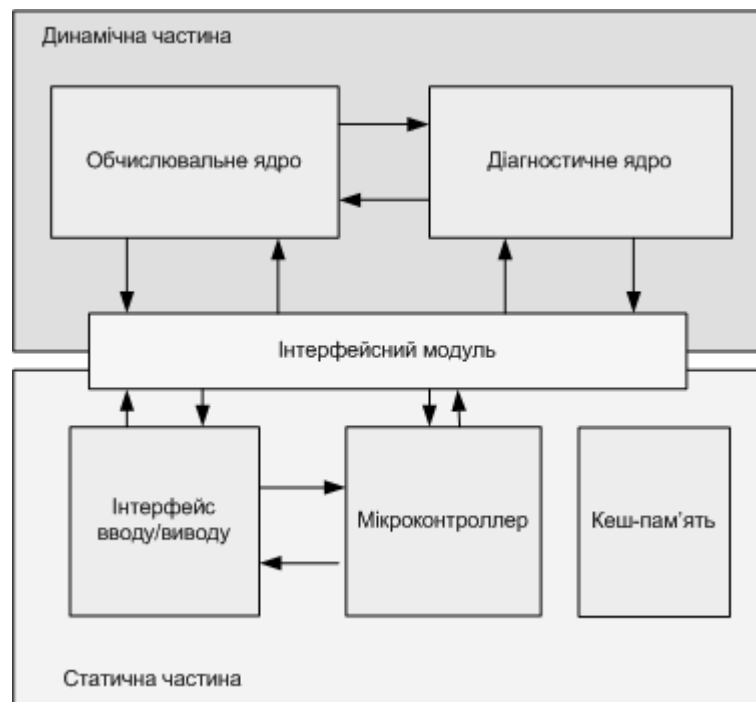 Динамічна частина
Обчислювальне ядро
Діагностичне ядро
Інтерфейсний модуль
Інтерфейс
вводу/виводу
Мікроконтроллер
Кеш-пам’ять
Статична частина